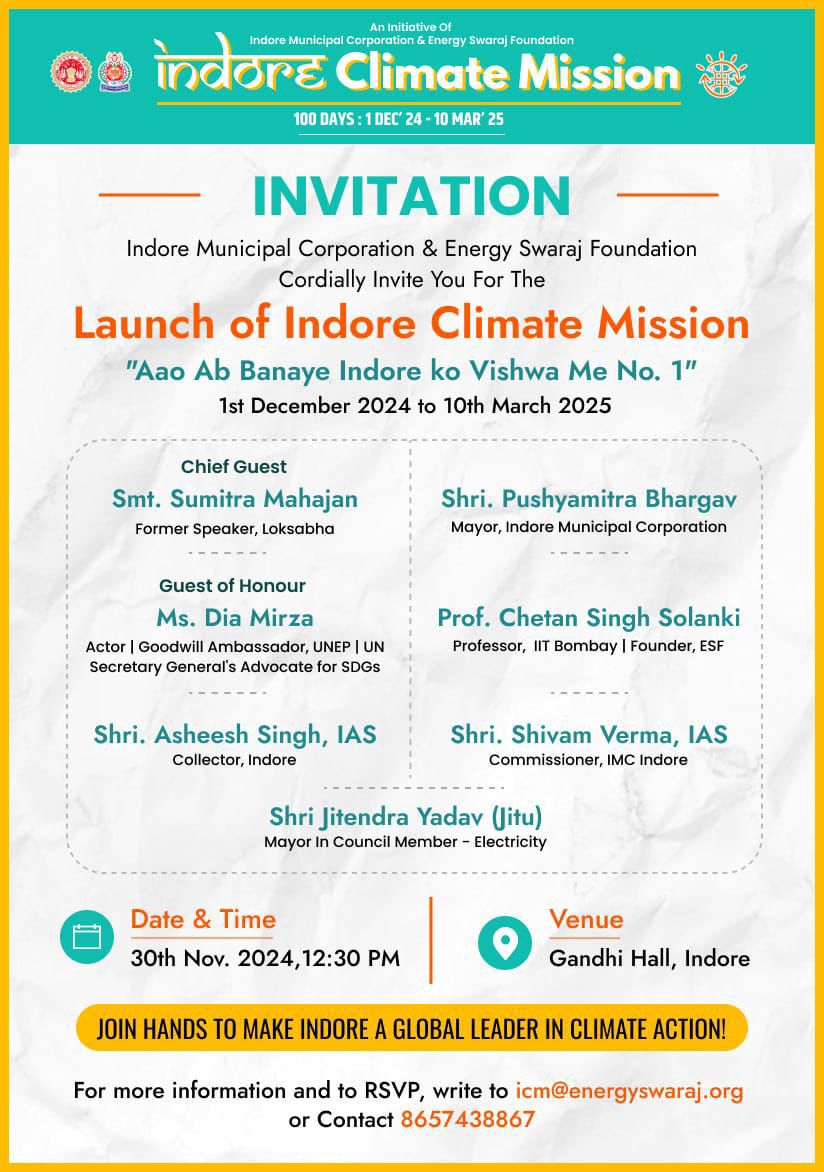 An Initiative Of
Indore Municipal Corporation & Energy Swaraj Foundation
indore Climate Mission
100 DAYS : 1 DEC' 24 - 10 MAR' 25
INVITATION
Indore Municipal Corporation & Energy Swaraj Foundation
Cordially Invite You For The
Launch of Indore Climate Mission
"Aao Ab Banaye Indore ko Vishwa Me No. 1"
1st December 2024 to 10th March 2025
Chief Guest
Smt. Sumitra Mahajan
Former Speaker, Loksabha
Shri. Pushyamitra Bhargav
Mayor, Indore Municipal Corporation
Guest of Honour
Ms. Dia Mirza
Actor | Goodwill Ambassador, UNEP | UN
Secretary General's Advocate for SDGs
Prof. Chetan Singh Solanki
Professor, IIT Bombay | Founder, ESF
Shri. Asheesh Singh, IAS
Collector, Indore
Shri. Shivam Verma, IAS
Commissioner, IMC Indore
Shri Jitendra Yadav (Jitu)
Mayor In Council Member - Electricity
Date & Time
30th Nov. 2024,12:30 PM
Venue
Gandhi Hall, Indore
JOIN HANDS TO MAKE INDORE A GLOBAL LEADER IN CLIMATE ACTION!
For more information and to RSVP, write to icm@energyswaraj.org
or Contact 8657438867